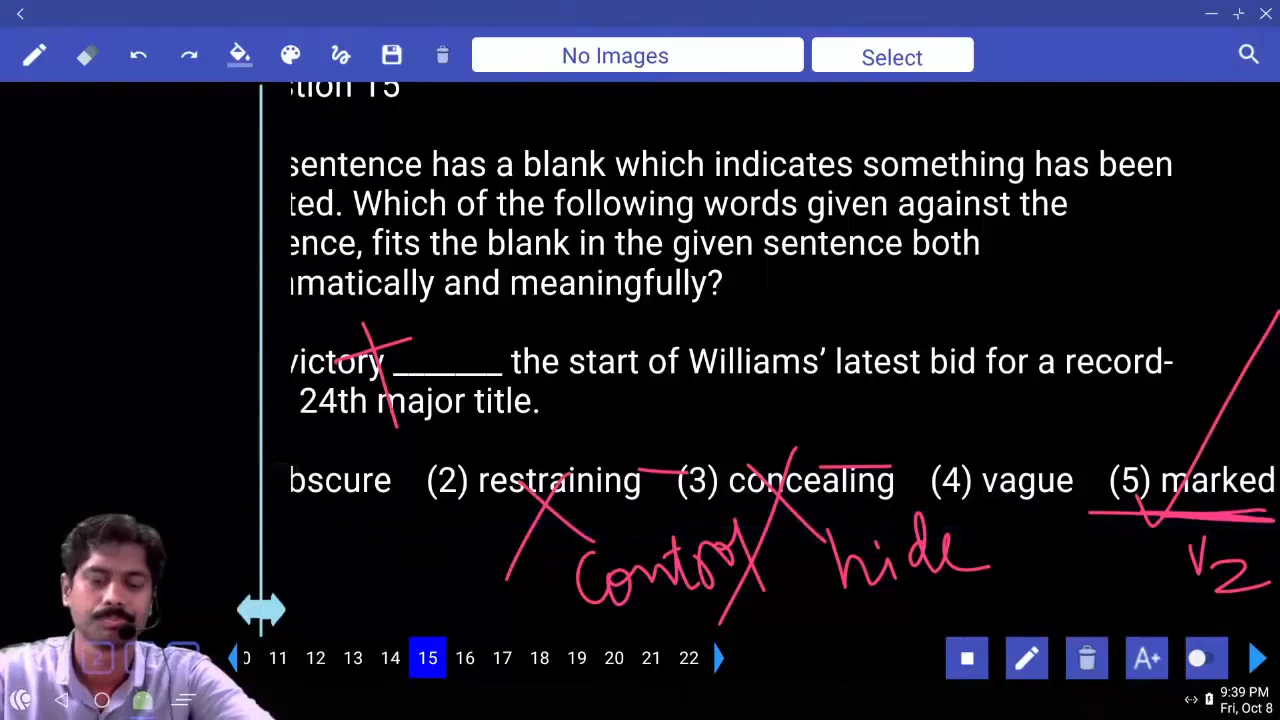 No Images
Select
stion 15
sentence has a blank which indicates something has been
ted. Which of the following words given against the
ence, fits the blank in the given sentence both
matically and meaningfully?
victory _______ the start of Williams’ latest bid for a record-
24th major title.
bscure (2) restraining (3) concealing (4) vague (5) marked
control hide V2
0 11 12 13 14 15 16 17 18 19 20 21 22
A+
9:39 PM
Fri, Oct 8